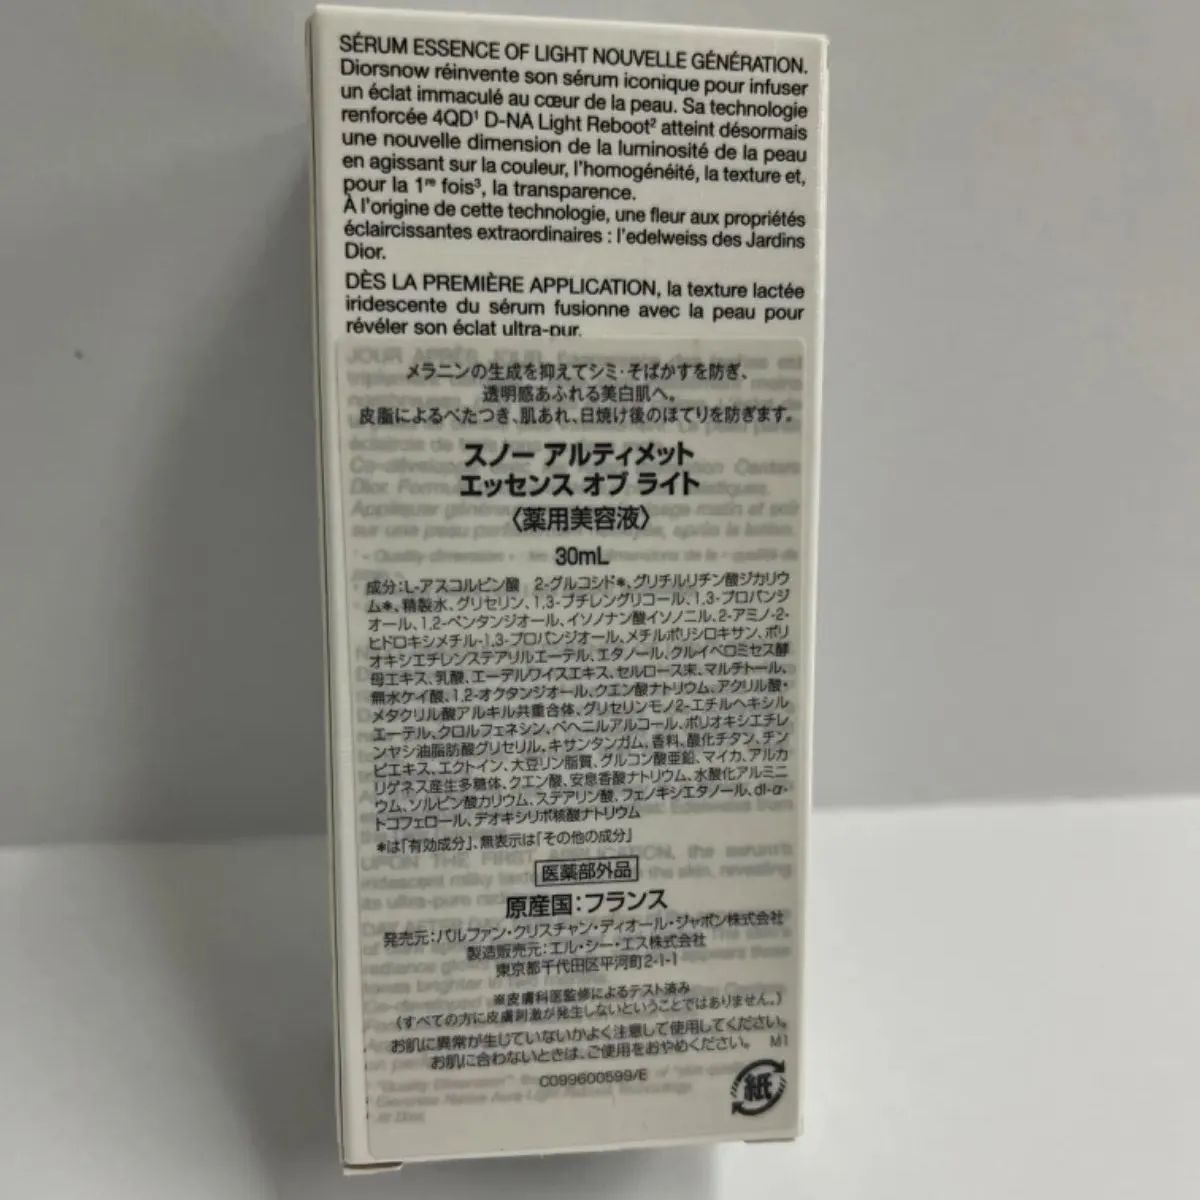 SÉRUM ESSENCE OF LIGHT NOUVELLE GÉNÉRATION.
Diorsnow réinvente son sérum iconique pour infuser
un éclat immaculé au cœur de la peau. Sa technologie
renforcée 4QD¹ D-NA Light Reboot² atteint désormais
une nouvelle dimension de la luminosité de la peau
en agissant sur la couleur, l'homogénéité, la texture et,
pour la 1re fois³, la transparence.
À l'origine de cette technologie, une fleur aux propriétés
éclaircissantes extraordinaires : l'edelweiss des Jardins
Dior.
DÈS LA PREMIÈRE APPLICATION, la texture lactée
iridescente du sérum fusionne avec la peau pour
révéler son éclat ultra-pur.
メラニンの生成を抑えてシミ・そばかすを防ぎ、
透明感あふれる美白肌へ。
皮脂によるべたつき、肌あれ、日焼け後のほてりを防ぎます。
スノー アルティメット
エッセンス オブ ライト
〈薬用美容液〉
30mL
成分：L-アスコルビン酸 2-グルコシド*、グリチルリチン酸ジカリウ
ム*、精製水、グリセリン、1,3-ブチレングリコール、1,3-プロパンジ
オール、1,2-ペンタンジオール、イソノナン酸イソノニル、2-アミノ-2-
ヒドロキシメチル-1,3-プロパンジオール、メチルポリシロキサン、ポリ
オキシエチレンステアリルエーテル、エタノール、クルイベロミセス酵
母エキス、乳酸、エーデルワイスエキス、セルロース末、マルチトール、
無水ケイ酸、1,2-オクタンジオール、クエン酸ナトリウム、アクリル酸・
メタクリル酸アルキル共重合体、グリセリンモノ2-エチルヘキシル
エーテル、クロルフェネシン、ベヘニルアルコール、ポリオキシエチレ
ンヤシ油脂肪酸グリセリル、キサンタンガム、香料、酸化チタン、チン
ピエキス、エクトイン、大豆リン脂質、グルコン酸亜鉛、マイカ、アルカ
リゲネス産生多糖体、クエン酸、安息香酸ナトリウム、水酸化アルミニ
ウム、ソルビン酸カリウム、ステアリン酸、フェノキシエタノール、dl-α-
トコフェロール、デオキシリボ核酸ナトリウム
*は「有効成分」、無表示は「その他の成分」
医薬部外品
原産国：フランス
発売元：パルファン・クリスチャン・ディオール・ジャポン株式会社
製造販売元：エル・シー・エス株式会社
東京都千代田区平河町2-1-1
※皮膚科医監修によるテスト済み
（すべての方に皮膚刺激が発生しないということではありません。）
お肌に異常が生じていないかよく注意して使用してください。
お肌に合わないときは、ご使用をおやめください。 M1
C099600599/E
紙